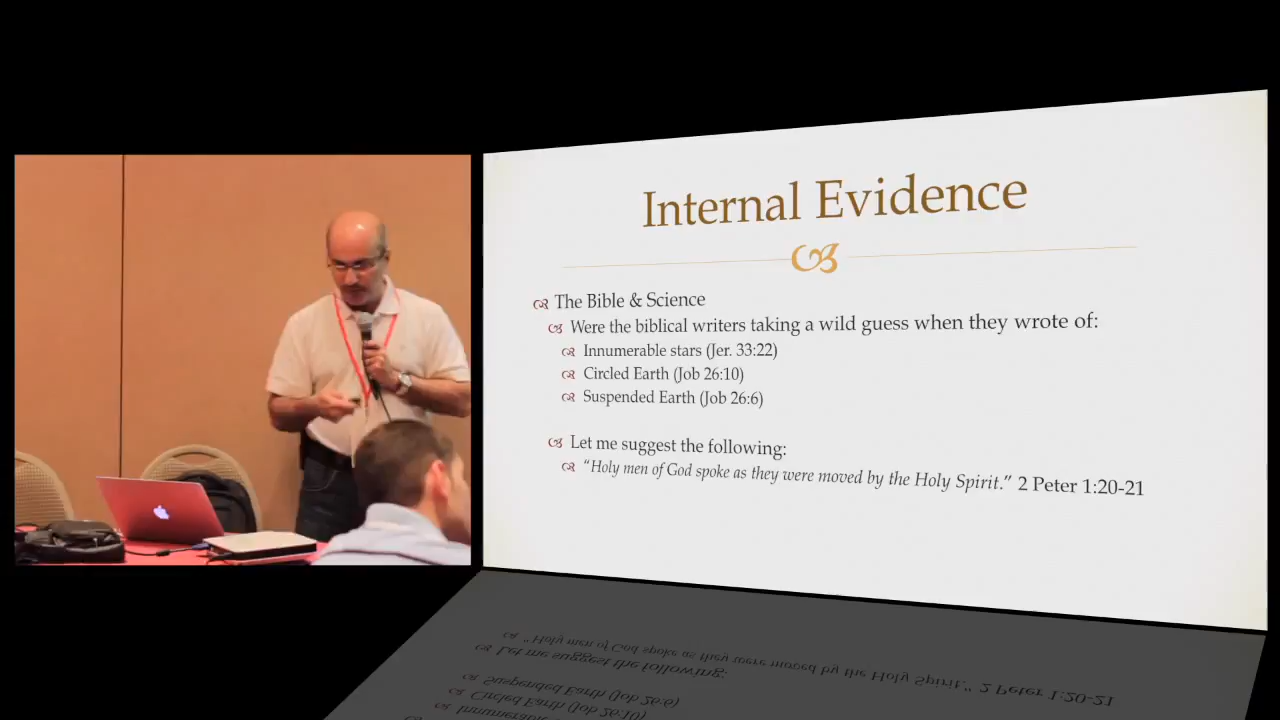 Internal Evidence
The Bible & Science
Were the biblical writers taking a wild guess when they wrote of:
Innumerable stars (Jer. 33:22)
Circled Earth (Job 26:10)
Suspended Earth (Job 26:6)
Let me suggest the following:
“Holy men of God spoke as they were moved by the Holy Spirit.” 2 Peter 1:20-21